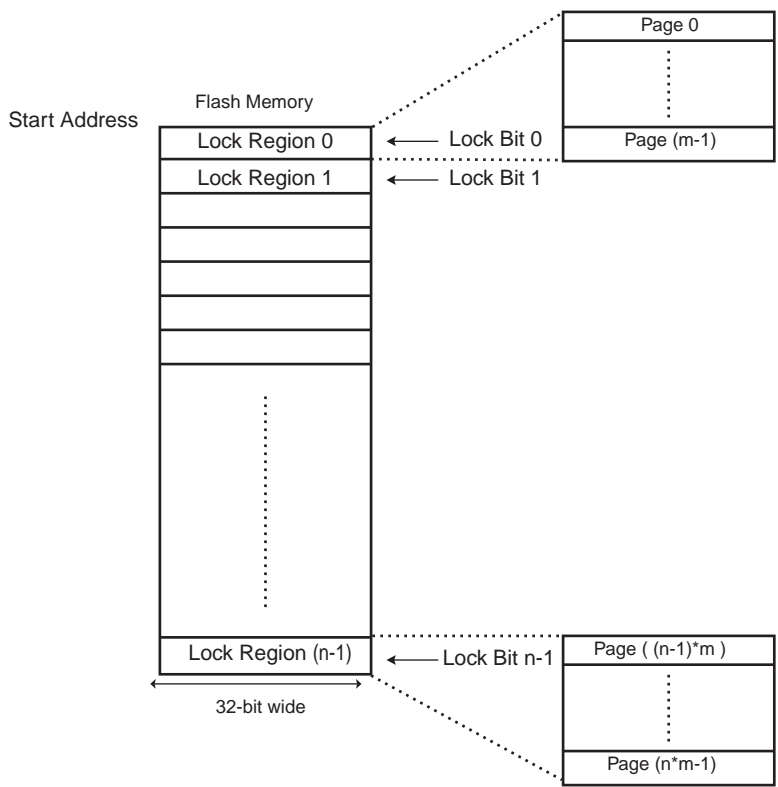 Page 0
Flash Memory
Start Address
Lock Region 0
Lock Bit 0
Page (m-1)
Lock Region 1
Lock Bit 1
Lock Region (n-1)
Lock Bit n-1
Page ( (n-1)*m )
32-bit wide
Page (n*m-1)